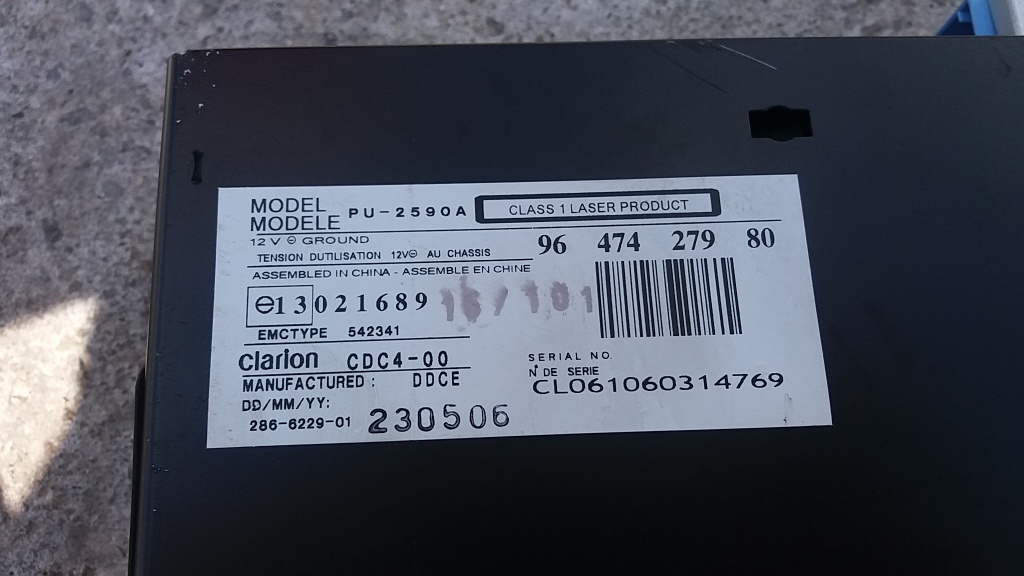 MODEL
MODELE PU-2590A CLASS 1 LASER PRODUCT
12 V ⊖ GROUND
TENSION DUTILISATION 12V⊖ AU CHASSIS
96 474 279 80
ASSEMBLED IN CHINA - ASSEMBLE EN CHINE
e13 021689
EMCTYPE 542341
clarion CDC4-00
MANUFACTURED: DDCE
DD/MM/YY:
286-6229-01 230506
SERIAL NO.
N° DE SERIE
CL061060314769